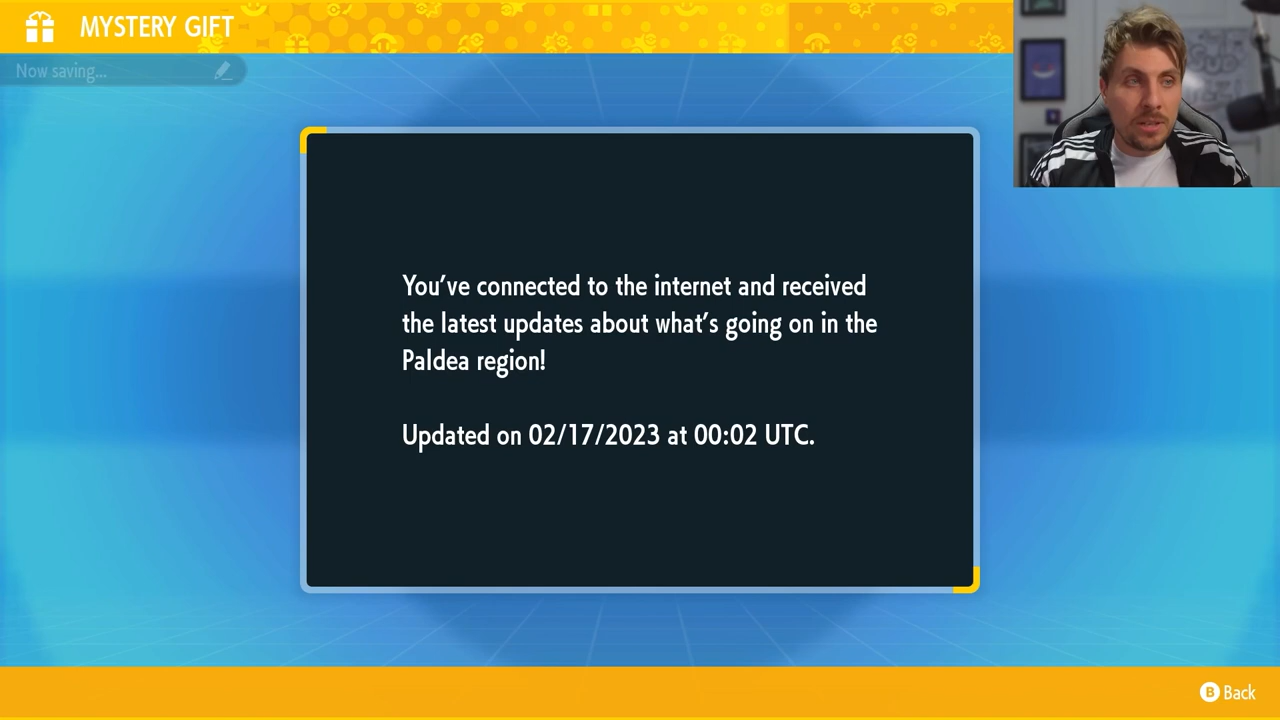 MYSTERY GIFT
Now saving...
You've connected to the internet and received
the latest updates about what's going on in the
Paldea region!
Updated on 02/17/2023 at 00:02 UTC.
B Back